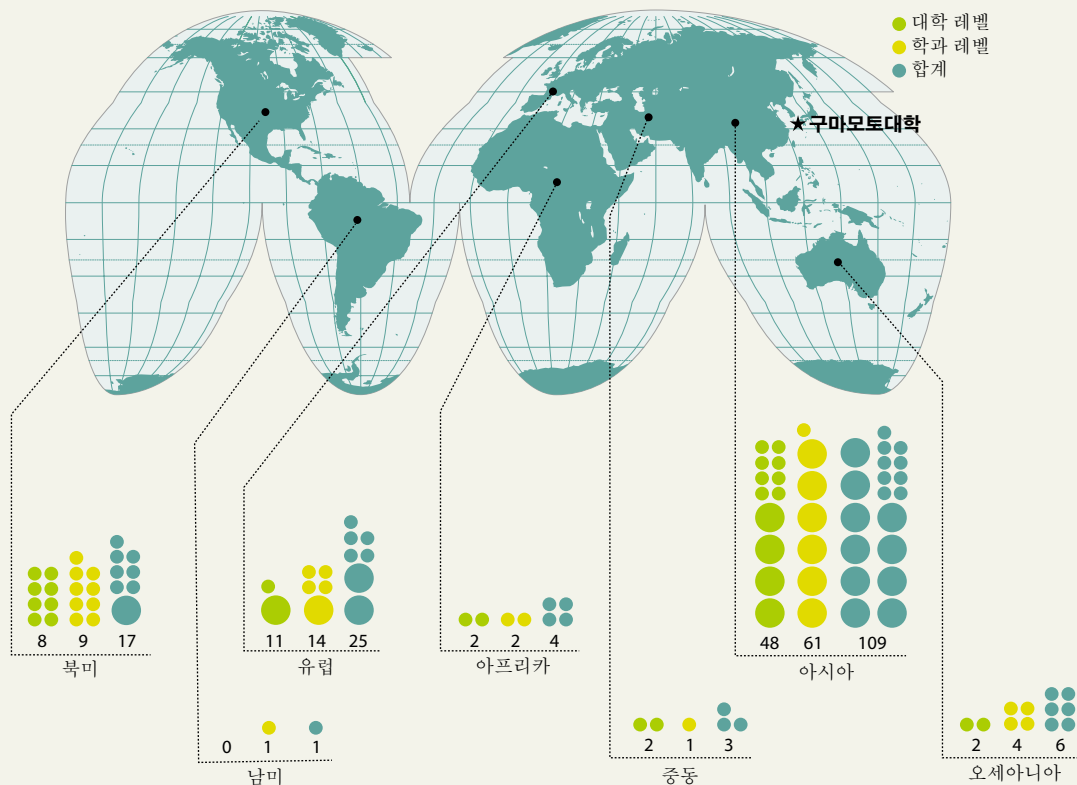 대학 레벨
학과 레벨
합계
★구마모토대학
8 9 17
북미
11 14 25
유럽
2 2 4
아프리카
48 61 109
아시아
0 1 1
남미
2 1 3
중동
2 4 6
오세아니아